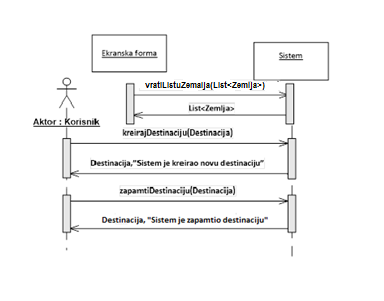 Ekranska forma
Sistem
vratiListuZemalja(List<Zemlja>)
List<Zemlja>
Aktor : Korisnik
kreirajDestinaciju(Destinacija)
Destinacija,"Sistem je kreirao novu destinaciju"
zapamtiDestinaciju(Destinacija)
Destinacija, "Sistem je zapamtio destinaciju"